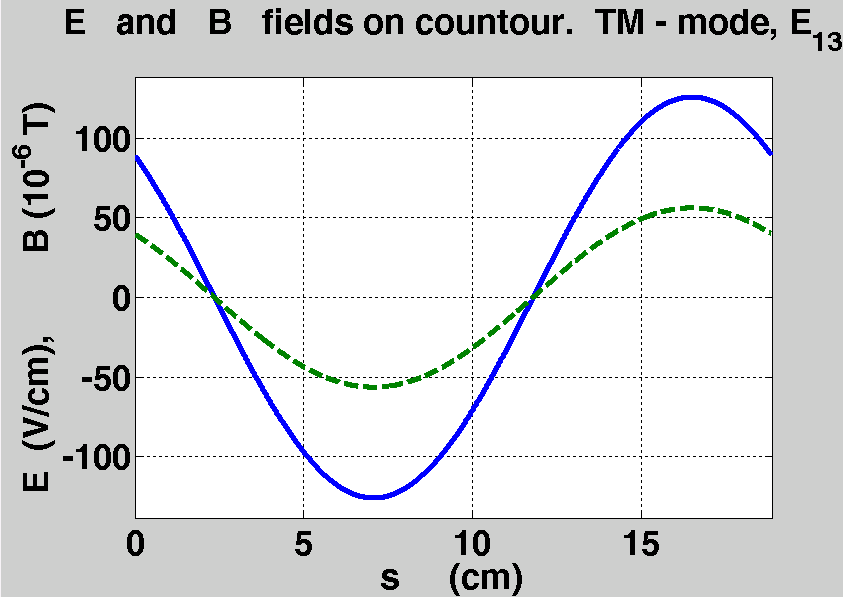 E and B fields on countour. TM - mode, E13
E (V/cm), B (10-6 T)
100
50
0
-50
-100
0 5 10 15
s (cm)